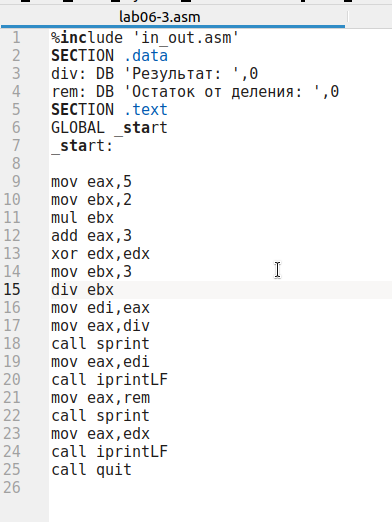 lab06-3.asm
1 %include 'in_out.asm'
2 SECTION .data
3 div: DB 'Результат: ',0
4 rem: DB 'Остаток от деления: ',0
5 SECTION .text
6 GLOBAL _start
7 _start:
8
9 mov eax,5
10 mov ebx,2
11 mul ebx
12 add eax,3
13 xor edx,edx
14 mov ebx,3
15 div ebx
16 mov edi,eax
17 mov eax,div
18 call sprint
19 mov eax,edi
20 call iprintLF
21 mov eax,rem
22 call sprint
23 mov eax,edx
24 call iprintLF
25 call quit
26